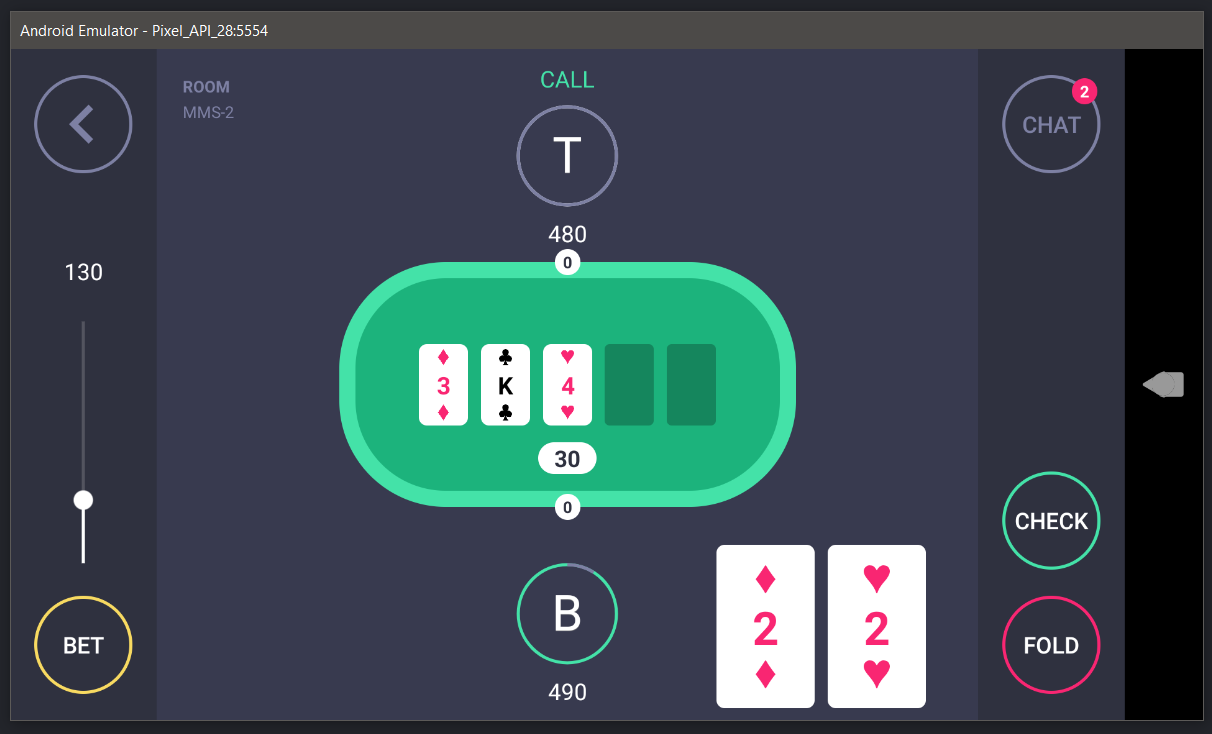 Android Emulator - Pixel_API_28:5554
ROOM
MMS-2
CALL
T
480
0
CHAT
2
130
3
K
4
30
0
B
490
2
2
BET
CHECK
FOLD